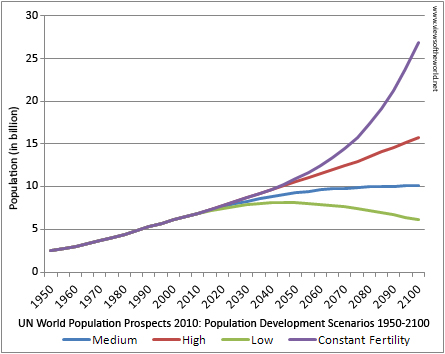 www.viewsoftheworld.net
Population (in billion)
30
25
20
15
10
5
0
1950 1960 1970 1980 1990 2000 2010 2020 2030 2040 2050 2060 2070 2080 2090 2100
UN World Population Prospects 2010: Population Development Scenarios 1950-2100
Medium High Low Constant Fertility